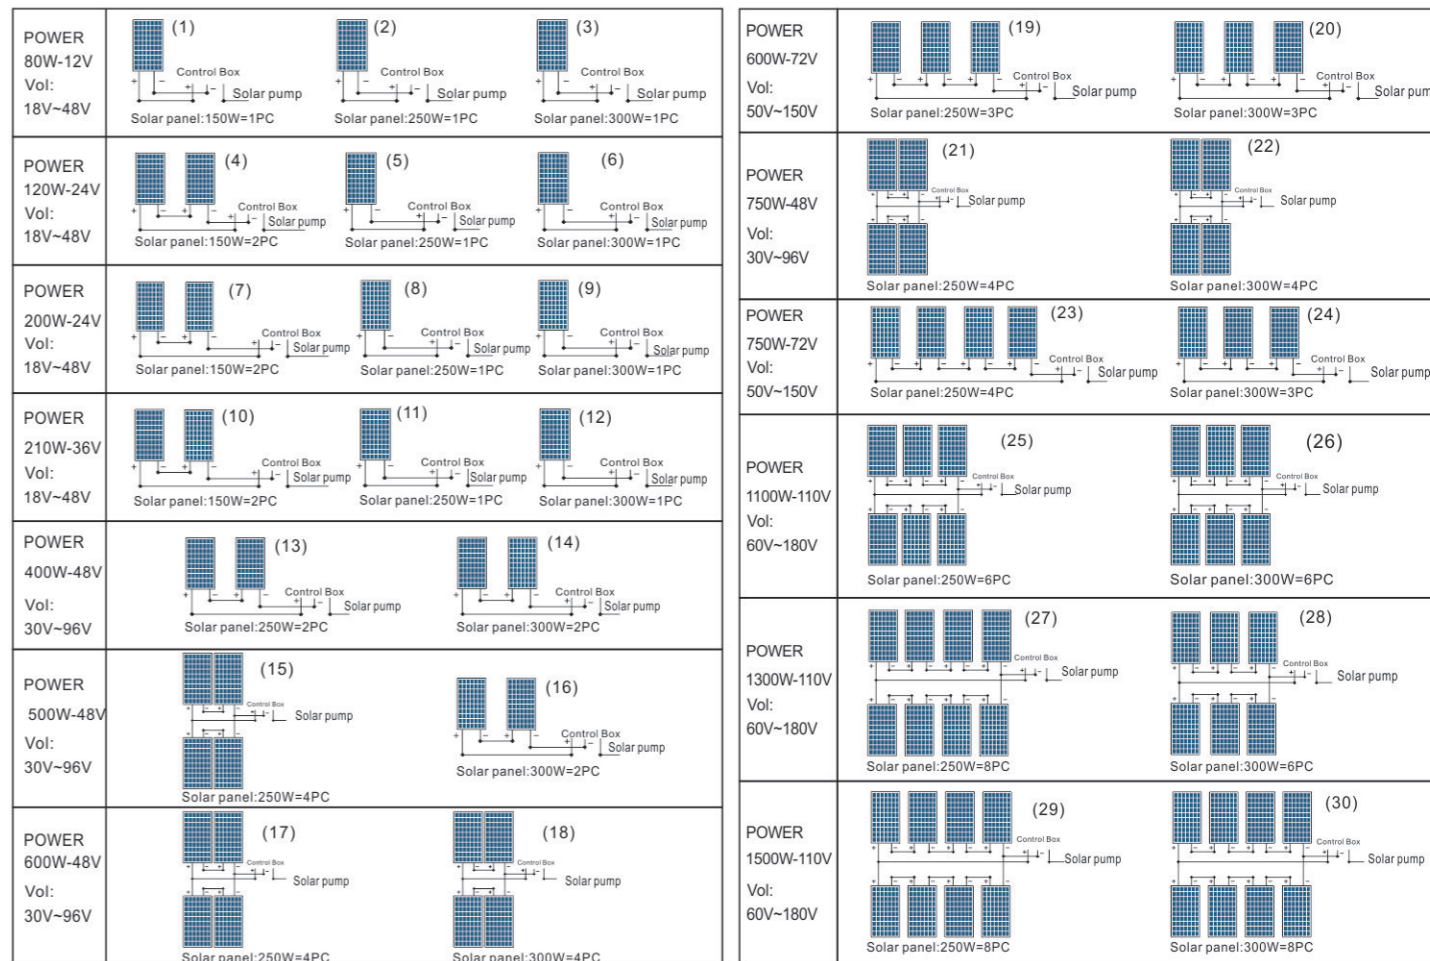 POWER
80W-12V
Vol:
18V~48V
(1)
Control Box
+ − + −
Solar pump
Solar panel:150W=1PC
(2)
Control Box
+ − + −
Solar pump
Solar panel:250W=1PC
(3)
Control Box
+ − + −
Solar pump
Solar panel:300W=1PC
POWER
120W-24V
Vol:
18V~48V
(4)
+ − + −
Control Box
+ −
Solar pump
Solar panel:150W=2PC
(5)
+ −
Control Box
+ −
Solar pump
Solar panel:250W=1PC
(6)
+ −
Control Box
+ −
Solar pump
Solar panel:300W=1PC
POWER
200W-24V
Vol:
18V~48V
(7)
+ − + −
Control Box
+ −
Solar pump
Solar panel:150W=2PC
(8)
+ −
Control Box
+ −
Solar pump
Solar panel:250W=1PC
(9)
+ −
Control Box
+ −
Solar pump
Solar panel:300W=1PC
POWER
210W-36V
Vol:
18V~48V
(10)
+ − + −
Control Box
+ −
Solar pump
Solar panel:150W=2PC
(11)
+ −
Control Box
+ −
Solar pump
Solar panel:250W=1PC
(12)
+ −
Control Box
+ −
Solar pump
Solar panel:300W=1PC
POWER
400W-48V
Vol:
30V~96V
(13)
+ − + −
Control Box
+ −
Solar pump
Solar panel:250W=2PC
(14)
+ − + −
Control Box
+ −
Solar pump
Solar panel:300W=2PC
POWER
500W-48V
Vol:
30V~96V
(15)
+ − + −
Control Box
+ −
Solar pump
+ − + −
Solar panel:250W=4PC
(16)
+ − + −
Control Box
+ −
Solar pump
Solar panel:300W=2PC
POWER
600W-48V
Vol:
30V~96V
(17)
+ − + −
Control Box
+ −
Solar pump
+ − + −
Solar panel:250W=4PC
(18)
+ − + −
Control Box
+ −
Solar pump
+ − + −
Solar panel:300W=4PC
POWER
600W-72V
Vol:
50V~150V
(19)
+ − + − + −
Control Box
+ −
Solar pump
Solar panel:250W=3PC
(20)
+ − + − + −
Control Box
+ −
Solar pum
Solar panel:300W=3PC
POWER
750W-48V
Vol:
30V~96V
(21)
+ − + −
Control Box
+ −
Solar pump
+ − + −
Solar panel:250W=4PC
(22)
+ − + −
Control Box
+ −
Solar pump
+ − + −
Solar panel:300W=4PC
POWER
750W-72V
Vol:
50V~150V
(23)
+ − + − + − + −
Control Box
+ −
Solar pump
Solar panel:250W=4PC
(24)
+ − + − + −
Control Box
+ −
Solar pump
Solar panel:300W=3PC
POWER
1100W-110V
Vol:
60V~180V
(25)
+ − + − + −
Control Box
+ −
Solar pump
+ − + − + −
Solar panel:250W=6PC
(26)
+ − + − + −
Control Box
+ −
Solar pump
+ − + − + −
Solar panel:300W=6PC
POWER
1300W-110V
Vol:
60V~180V
(27)
+ − + − + − + −
Control Box
+ −
Solar pump
+ − + − + − + −
Solar panel:250W=8PC
(28)
+ − + − + −
Control Box
+ −
Solar pump
+ − + − + −
Solar panel:300W=6PC
POWER
1500W-110V
Vol:
60V~180V
(29)
+ − + − + − + −
Control Box
+ −
Solar pump
+ − + − + − + −
Solar panel:250W=8PC
(30)
+ − + − + − + −
Control Box
+ −
Solar pump
+ − + − + − + −
Solar panel:300W=8PC